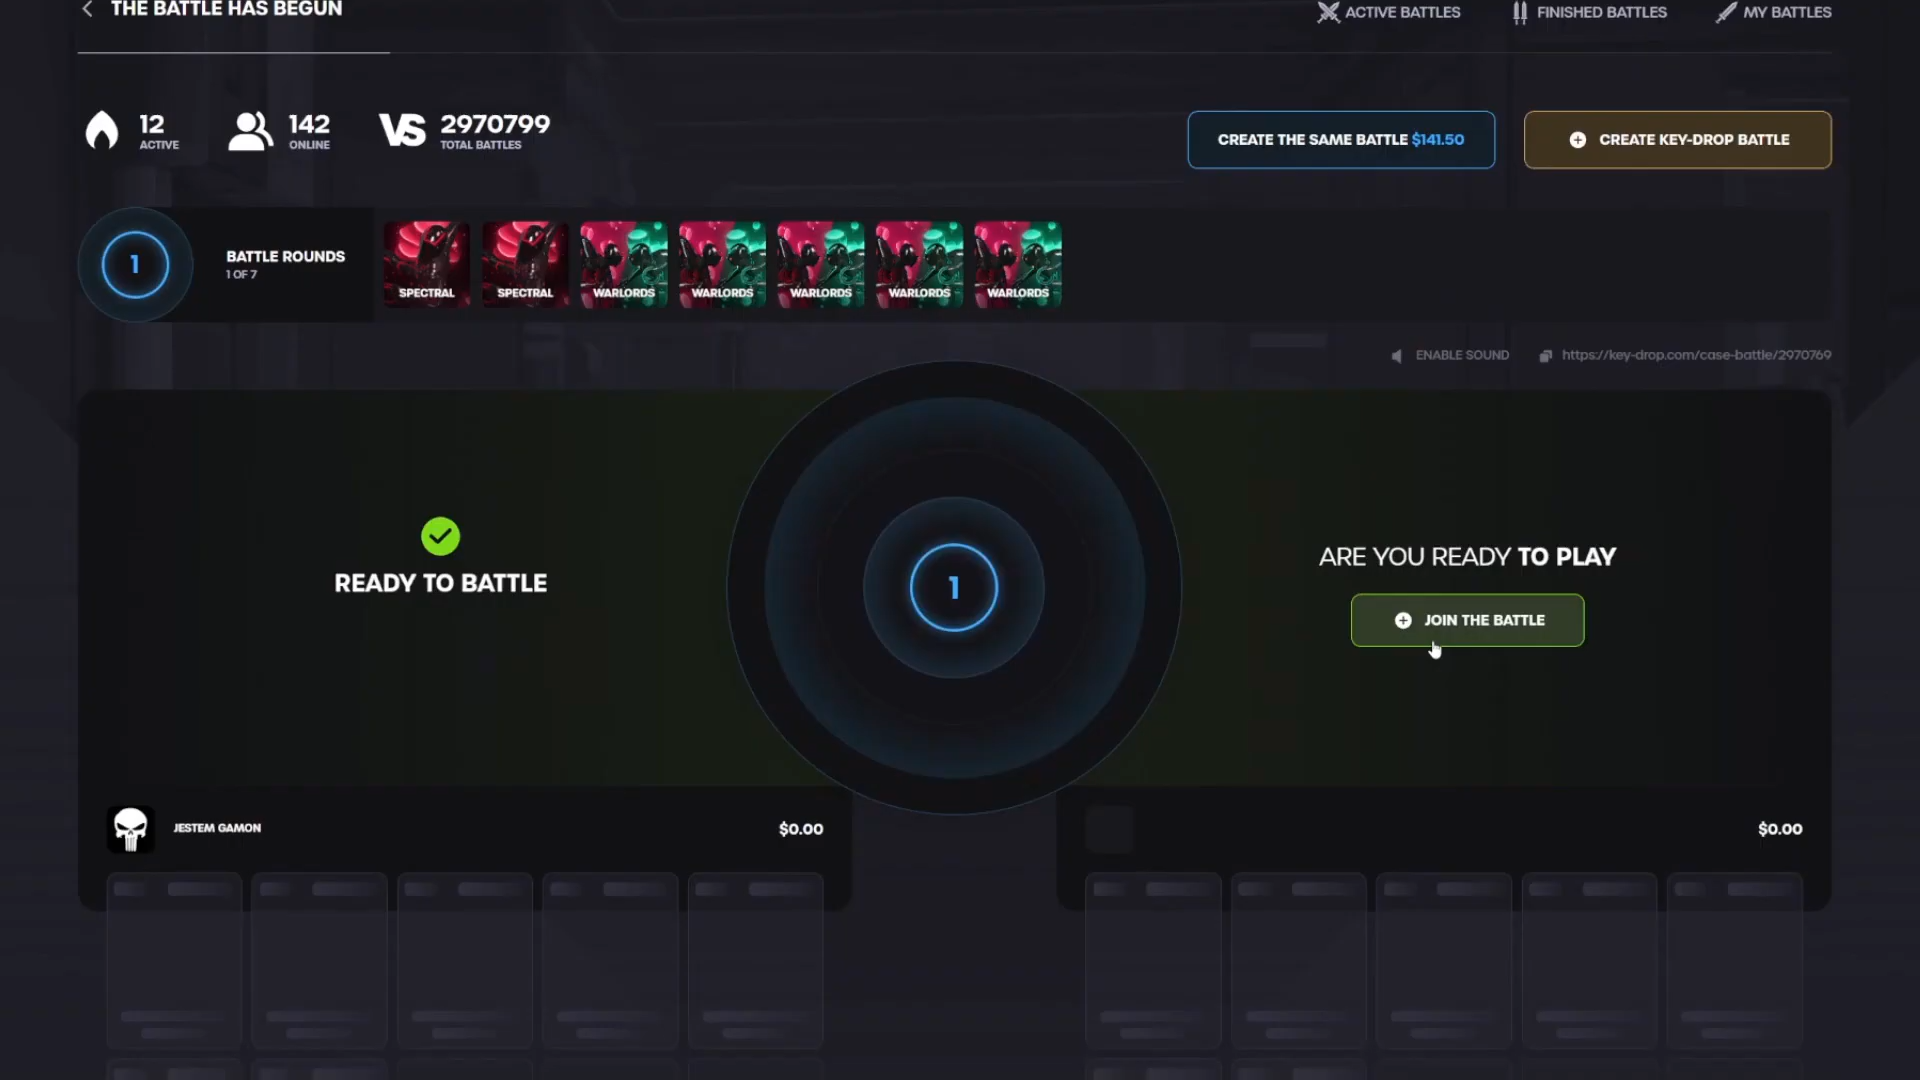 THE BATTLE HAS BEGUN
ACTIVE BATTLES
FINISHED BATTLES
MY BATTLES
12
ACTIVE
142
ONLINE
VS
2970799
TOTAL BATTLES
CREATE THE SAME BATTLE $141.50
CREATE KEY-DROP BATTLE
1
BATTLE ROUNDS
1 OF 7
SPECTRAL
SPECTRAL
WARLORDS
WARLORDS
WARLORDS
WARLORDS
WARLORDS
ENABLE SOUND
https://key-drop.com/case-battle/2970769
READY TO BATTLE
1
ARE YOU READY TO PLAY
JOIN THE BATTLE
JESTEM GAMON
$0.00
$0.00